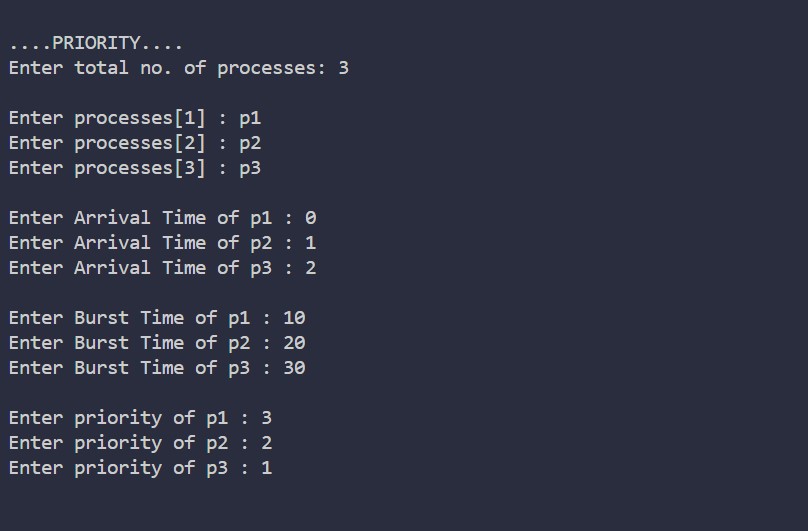 ....PRIORITY....
Enter total no. of processes: 3
Enter processes[1] : p1
Enter processes[2] : p2
Enter processes[3] : p3
Enter Arrival Time of p1 : 0
Enter Arrival Time of p2 : 1
Enter Arrival Time of p3 : 2
Enter Burst Time of p1 : 10
Enter Burst Time of p2 : 20
Enter Burst Time of p3 : 30
Enter priority of p1 : 3
Enter priority of p2 : 2
Enter priority of p3 : 1